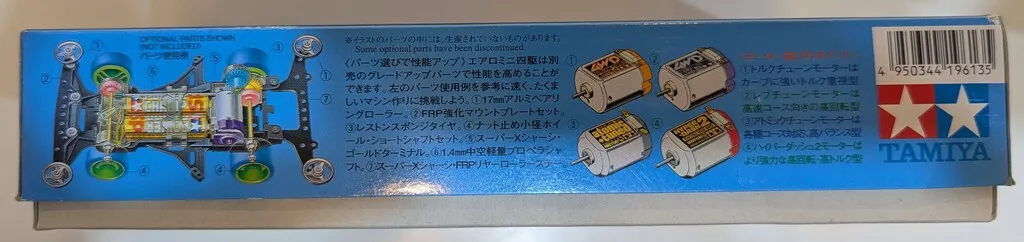 OPTIONAL PARTS SHOWN
(NOT INCLUDED)
パーツ使用例
① ② ③ ④ ⑤ ⑥ ⑦
※イラストのパーツの中には、生産されていないものがあります。
Some optional parts have been discontinued.
《パーツ選びで性能アップ》エアロミニ四駆は別
売のグレードアップパーツで性能を高めることが
できます。左のパーツ使用例を参考に速く、たく
ましいマシン作りに挑戦しよう。①17mmアルミベアリ
ングローラー。②FRP強化マウントプレートセット。
③レストンスポンジタイヤ。④ナット止め小径ホイ
ール・ショートシャフトセット。⑤スーパーXシャーシ・
ゴールドターミナル。⑥1.4mm中空軽量プロペラシャ
フト。⑦スーパーXシャーシ・FRPリヤーローラー
① ② ③ ④
①トルクチューンモーターは
カーブに強いトルク重視型
②レブチューンモーターは
高速コース向きの高回転型
③アトミックチューンモーターは
各種コース対応、高バランス型
④ハイパーダッシュ2モーターは
より強力な高回転・高トルク型
4 950344 196135
TAMIYA